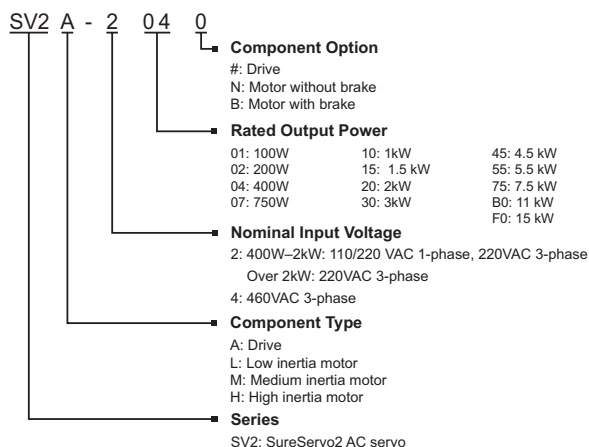 SV2 A - 2 04 0
Component Option
#: Drive
N: Motor without brake
B: Motor with brake
Rated Output Power
01: 100W 10: 1kW 45: 4.5 kW
02: 200W 15: 1.5 kW 55: 5.5 kW
04: 400W 20: 2kW 75: 7.5 kW
07: 750W 30: 3kW B0: 11 kW
F0: 15 kW
Nominal Input Voltage
2: 400W–2kW: 110/220 VAC 1-phase, 220VAC 3-phase
Over 2kW: 220VAC 3-phase
4: 460VAC 3-phase
Component Type
A: Drive
L: Low inertia motor
M: Medium inertia motor
H: High inertia motor
Series
SV2: SureServo2 AC servo